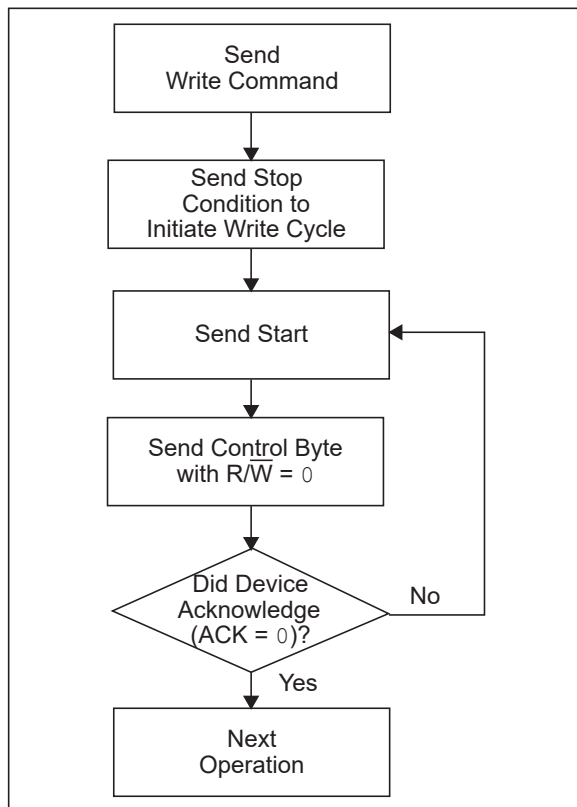 Send
Write Command
Send Stop
Condition to
Initiate Write Cycle
Send Start
Send Control Byte
with R/W̅ = 0
Did Device
Acknowledge
(ACK = 0)?
No
Yes
Next
Operation